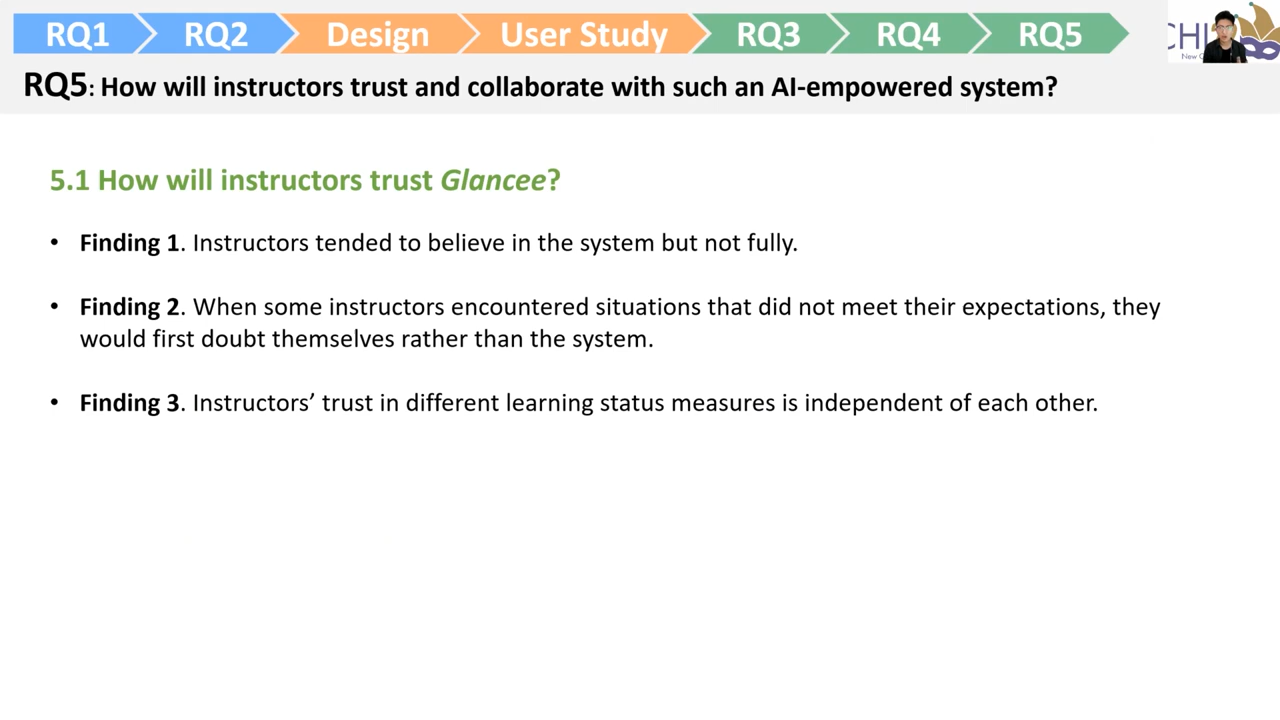 RQ1 RQ2 Design User Study RQ3 RQ4 RQ5
CHI
New O
RQ5: How will instructors trust and collaborate with such an AI-empowered system?
5.1 How will instructors trust Glancee?
• Finding 1. Instructors tended to believe in the system but not fully.
• Finding 2. When some instructors encountered situations that did not meet their expectations, they
would first doubt themselves rather than the system.
• Finding 3. Instructors’ trust in different learning status measures is independent of each other.